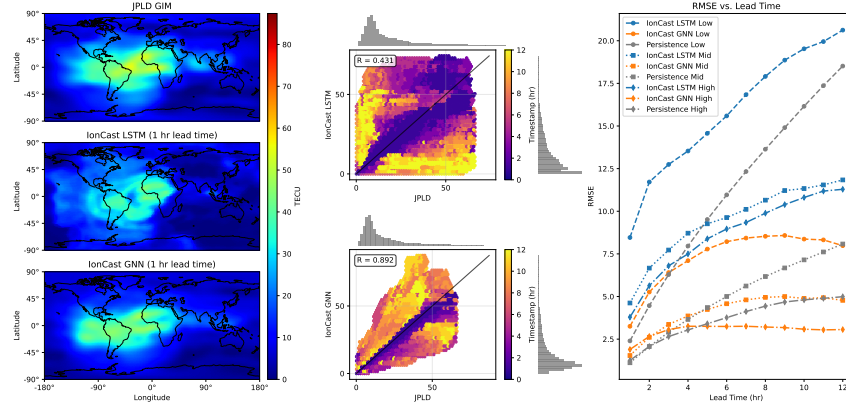 JPLD GIM
90°
45°
0°
-45°
-90°
Latitude
IonCast LSTM (1 hr lead time)
90°
45°
0°
-45°
-90°
Latitude
IonCast GNN (1 hr lead time)
90°
45°
0°
-45°
-90°
Latitude
-180°
-90°
0°
90°
180°
Longitude
80
70
60
50
40
30
20
10
0
TECU
R = 0.431
50
0
IonCast LSTM
0
50
JPLD
12
10
8
6
4
2
0
Timestamp (hr)
R = 0.892
50
0
IonCast GNN
0
50
JPLD
12
10
8
6
4
2
0
Timestamp (hr)
RMSE vs. Lead Time
IonCast LSTM Low
IonCast GNN Low
Persistence Low
IonCast LSTM Mid
IonCast GNN Mid
Persistence Mid
IonCast LSTM High
IonCast GNN High
Persistence High
20.0
17.5
15.0
12.5
10.0
7.5
5.0
2.5
RMSE
2
4
6
8
10
12
Lead Time (hr)